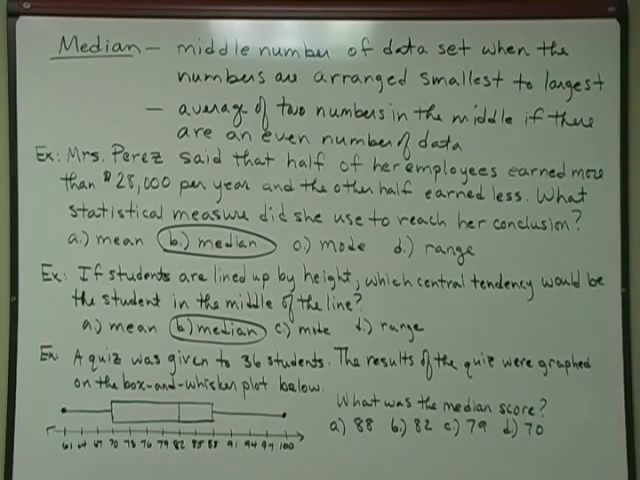 Median - middle number of data set when the
numbers are arranged smallest to largest
- average of two numbers in the middle if there
are an even number of data
Ex: Mrs. Perez said that half of her employees earned more
than $28,000 per year and the other half earned less. What
statistical measure did she use to reach her conclusion?
a.) mean b.) median c.) mode d.) range
Ex: If students are lined up by height, which central tendency would be
the student in the middle of the line?
a.) mean b.) median c.) mode d.) range
Ex: A quiz was given to 36 students. The results of the quiz were graphed
on the box-and-whisker plot below.
What was the median score?
a.) 88 b.) 82 c.) 79 d.) 70
61 64 67 70 73 76 79 82 85 88 91 94 97 100